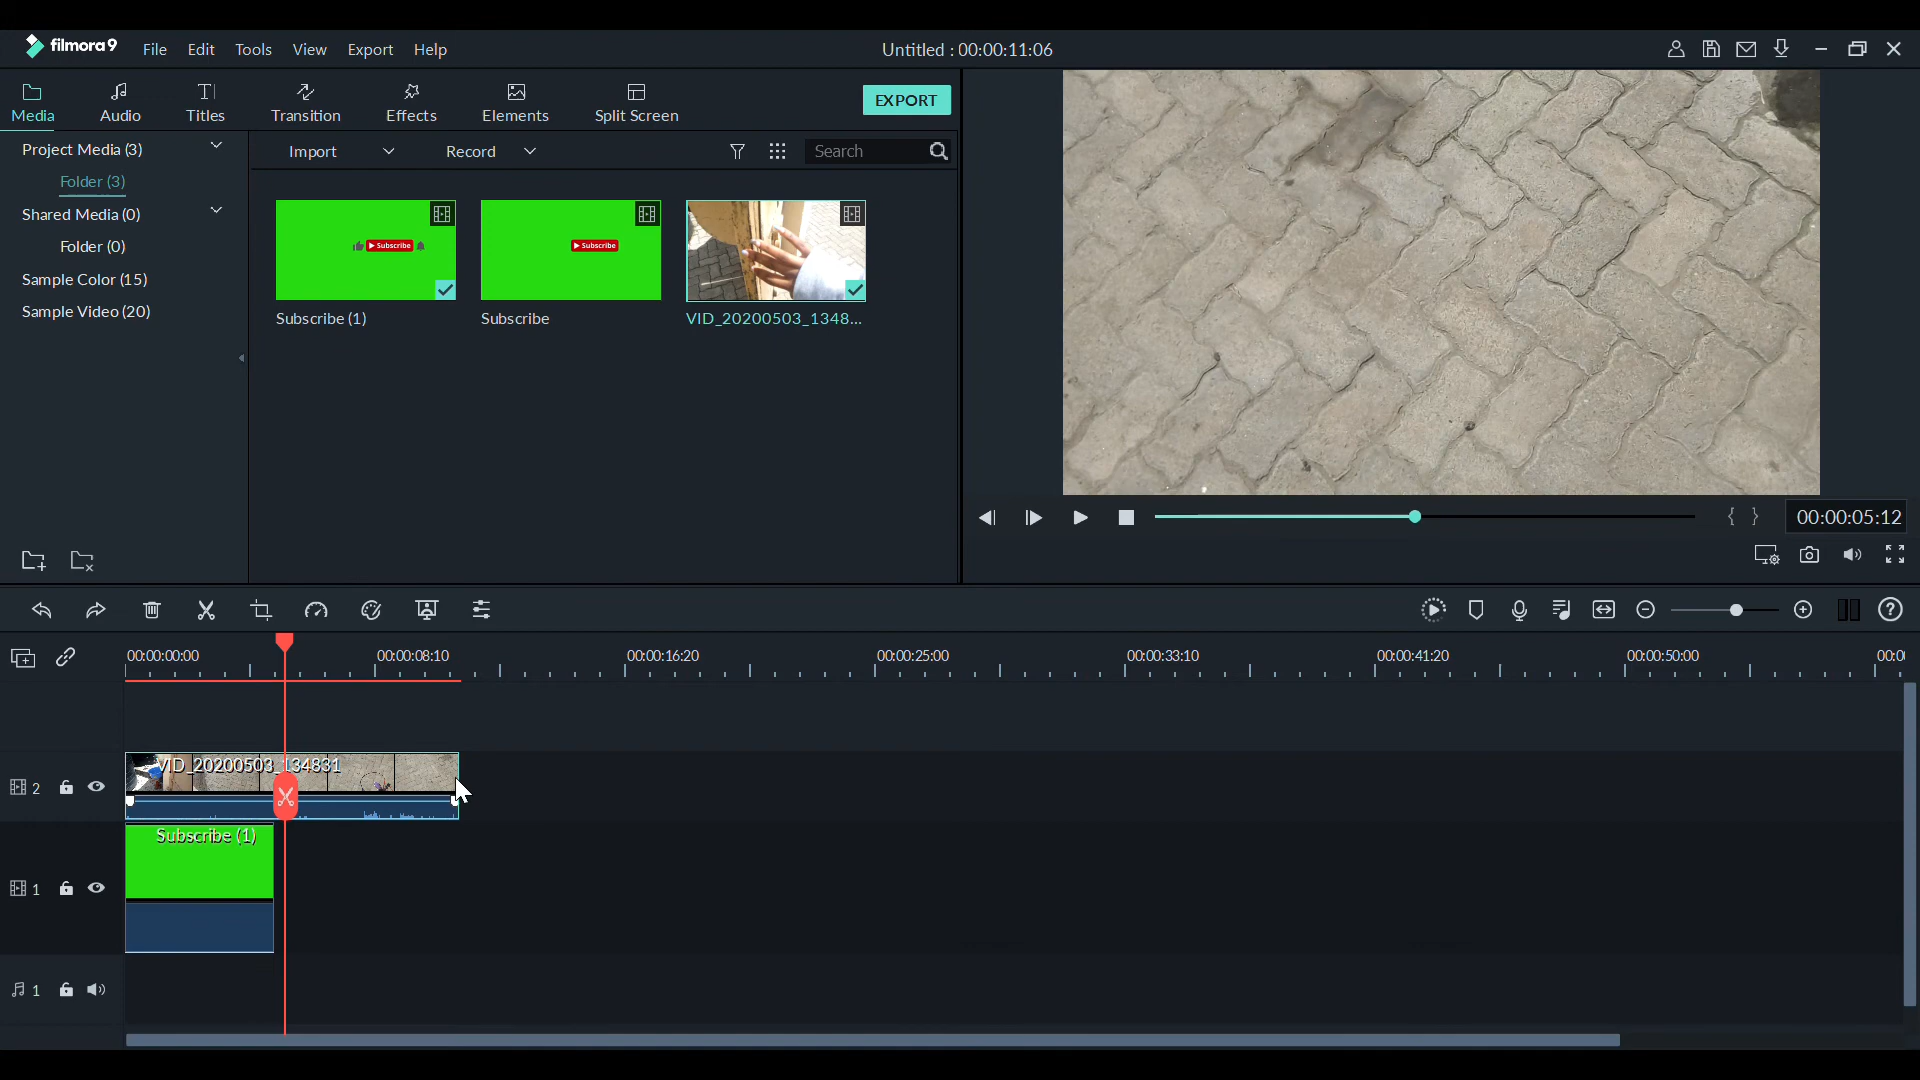 filmora9 File Edit Tools View Export Help Untitled : 00:00:11:06
Media Audio Titles Transition Effects Elements Split Screen EXPORT
Project Media (3)
Folder (3)
Shared Media (0)
Folder (0)
Sample Color (15)
Sample Video (20)
Import Record Search
Subscribe Subscribe
Subscribe (1) Subscribe VID_20200503_1348...
00:00:05:12
00:00:00:00 00:00:08:10 00:00:16:20 00:00:25:00 00:00:33:10 00:00:41:20 00:00:50:00 00:0
VID_20200503_134831
2
Subscribe (1)
1
1